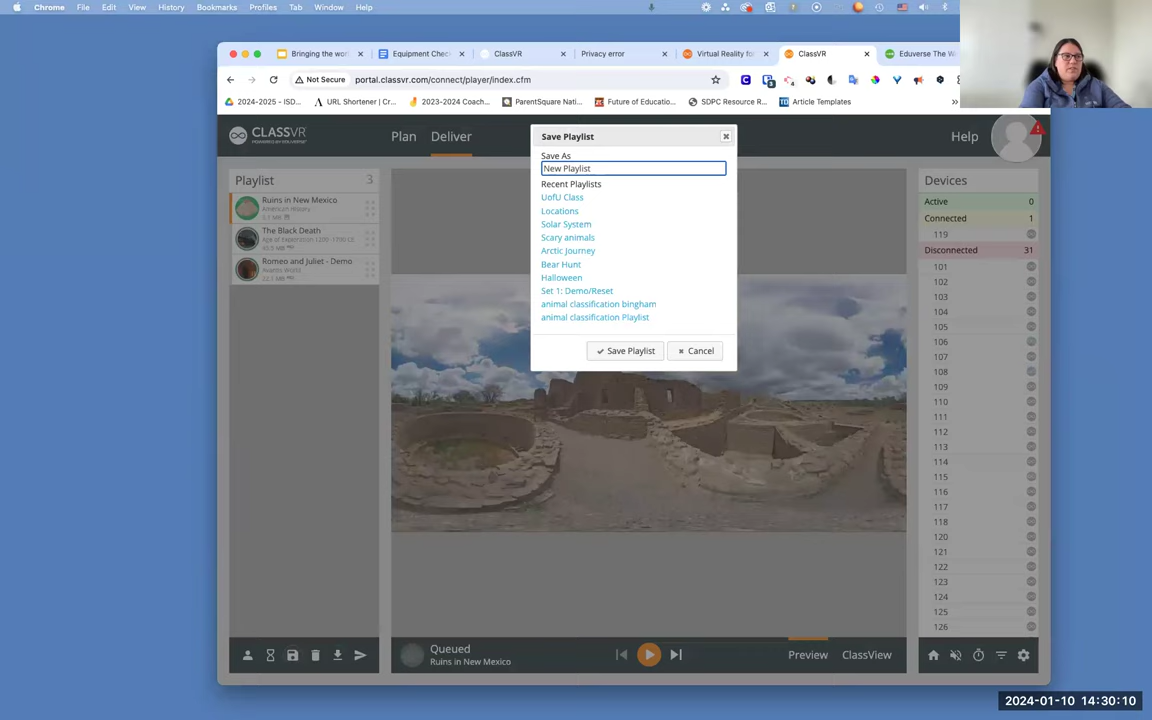 Chrome File Edit View History Bookmarks Profiles Tab Window Help
Bringing the wor
Equipment Chec
ClassVR
Privacy error
Virtual Reality for
ClassVR
Eduverse The W
Not Secure
portal.classvr.com/connect/player/index.cfm
2024-2025 - ISD...
URL Shortener | Cr...
2023-2024 Coach...
ParentSquare Nati...
Future of Educatio...
SDPC Resource R...
Article Templates
CLASSVR
Plan
Deliver
Help
Playlist 3
Ruins in New Mexico
American History
The Black Death
Romeo and Juliet - Demo
Save Playlist
Save As
New Playlist
Recent Playlists
UofU Class
Locations
Solar System
Scary animals
Arctic Journey
Bear Hunt
Halloween
Set 1: Demo/Reset
animal classification bingham
animal classification Playlist
Save Playlist
Cancel
Devices
Active 0
Connected 1
119
Disconnected 31
101
102
103
104
105
106
107
108
109
110
111
112
113
114
115
116
117
118
120
121
122
123
124
125
126
Queued
Ruins in New Mexico
Preview
ClassView
2024-01-10 14:30:10